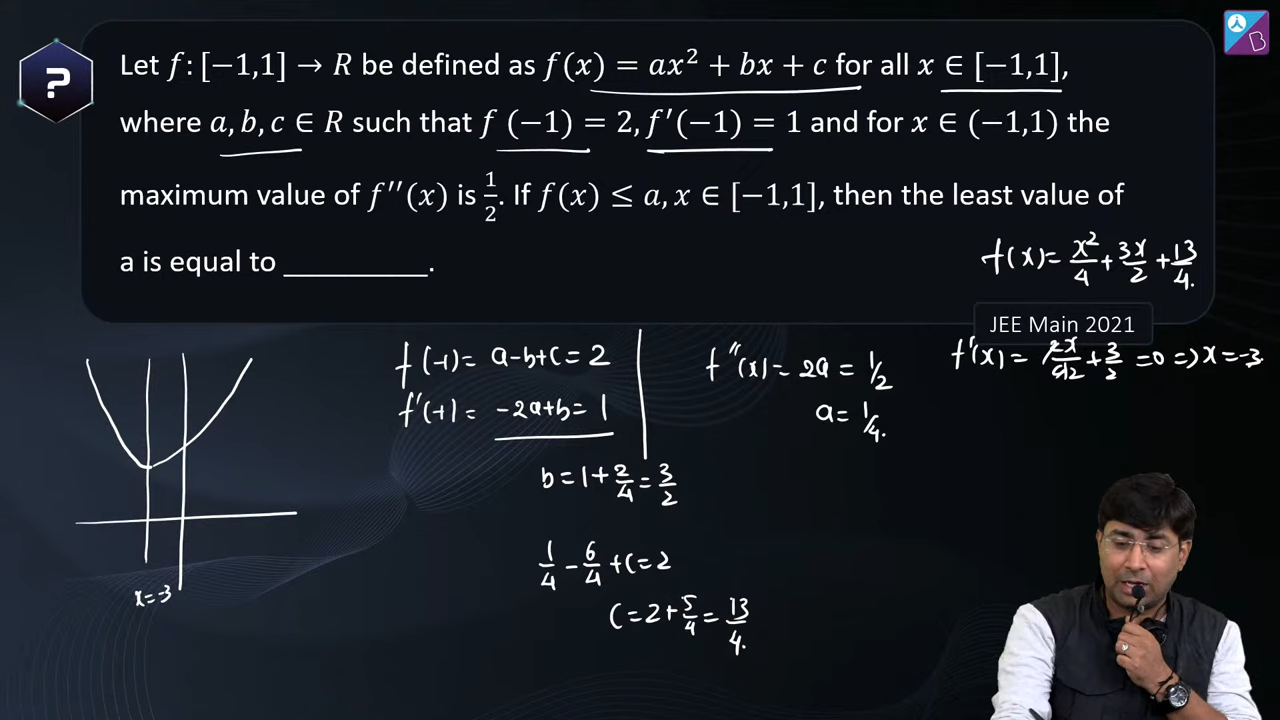 ?
Let f: [−1,1] → R be defined as f(x) = ax² + bx + c for all x ∈ [−1,1],
where a, b, c ∈ R such that f (−1) = 2, f′(−1) = 1 and for x ∈ (−1,1) the
maximum value of f′′(x) is 1/2. If f(x) ≤ a, x ∈ [−1,1], then the least value of
a is equal to __________.
f(x)= x²/4 + 3x/2 + 13/4.
JEE Main 2021
f(-1)= a-b+c=2
f'(-1)= -2a+b= 1
b=1+2/4=3/2
1/4 - 6/4 +c=2
c=2+5/4=13/4.
f''(x)= 2a = 1/2
a= 1/4.
f'(x)= 2x/42 + 3/2 =0 => x=-3
x=-3
B